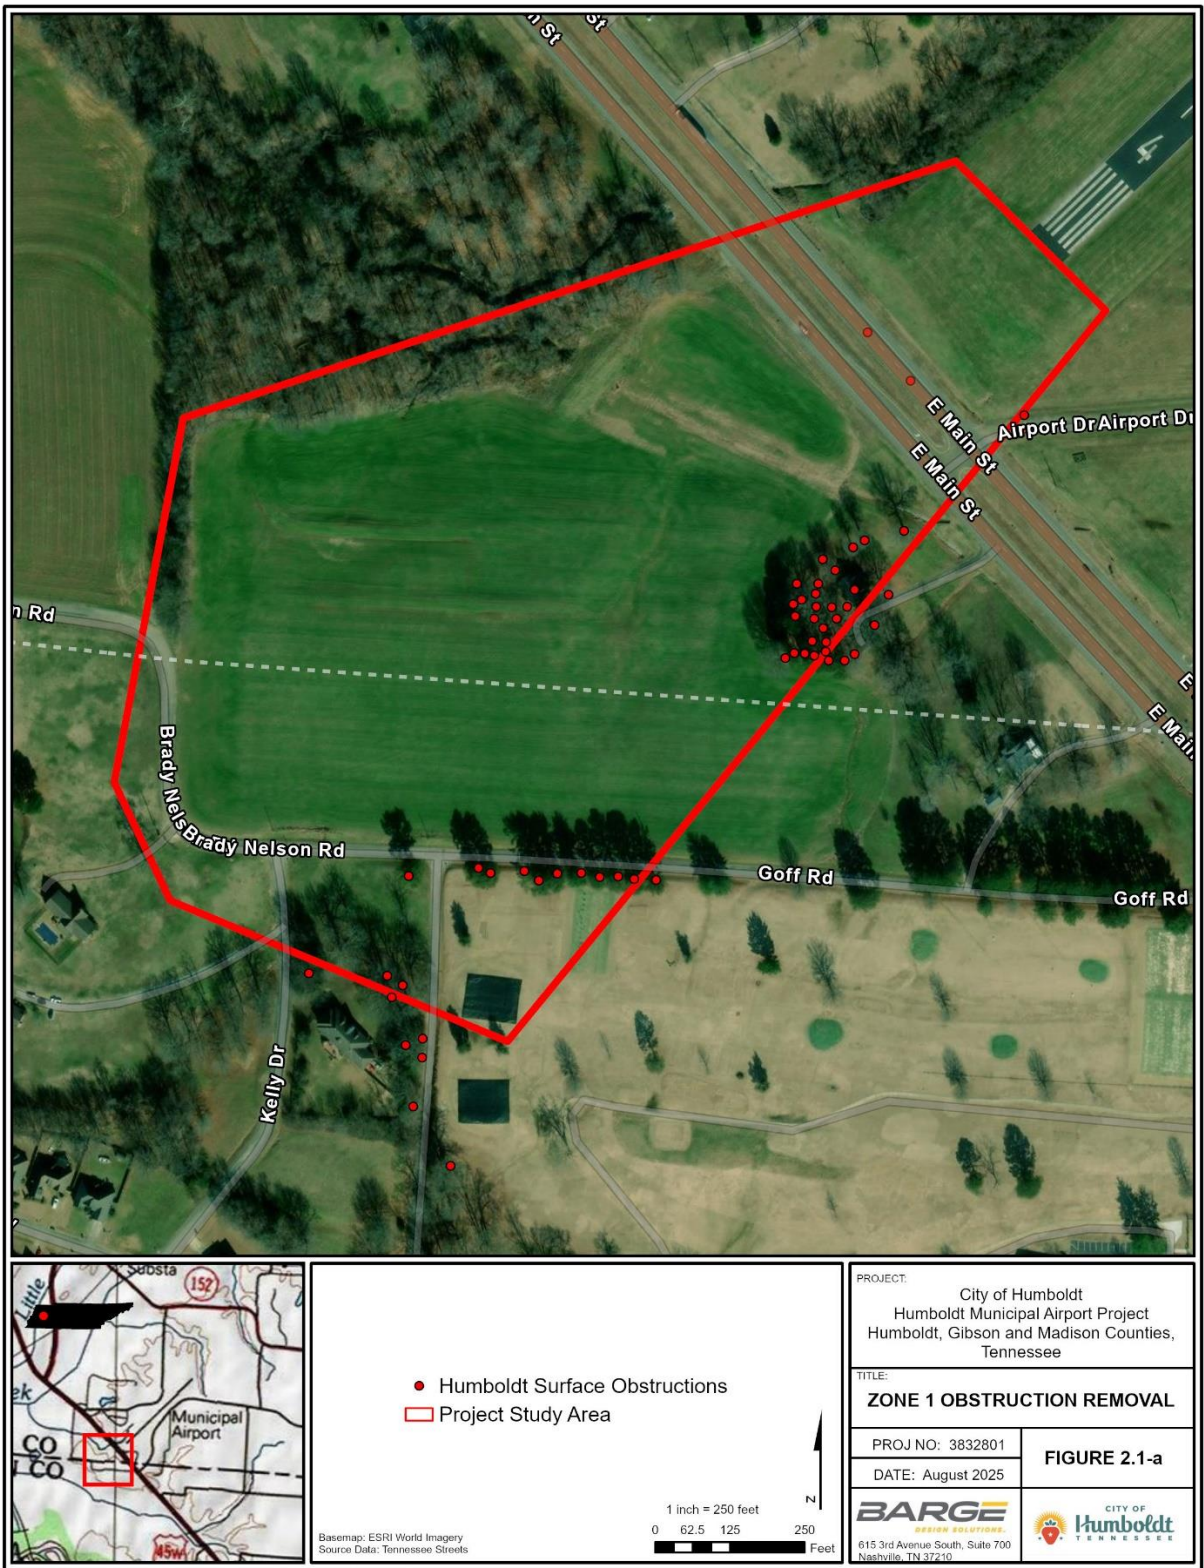 n St
St
4
E Main St
Airport Dr
Airport Dr
E Main St
n Rd
E
E Main
Brady Nels
Brady Nelson Rd
Goff Rd
Goff Rd
Kelly Dr
Substa
152
Little
ek
Municipal
Airport
CO
CO
45W
Humboldt Surface Obstructions
Project Study Area
1 inch = 250 feet
0 62.5 125 250
Feet
Z
Basemap: ESRI World Imagery
Source Data: Tennessee Streets
PROJECT:
City of Humboldt
Humboldt Municipal Airport Project
Humboldt, Gibson and Madison Counties,
Tennessee
TITLE:
ZONE 1 OBSTRUCTION REMOVAL
PROJ NO: 3832801
DATE: August 2025
FIGURE 2.1-a
BARGE
DESIGN SOLUTIONS.
615 3rd Avenue South, Suite 700
Nashville, TN 37210
CITY OF
Humboldt
TENNESSEE